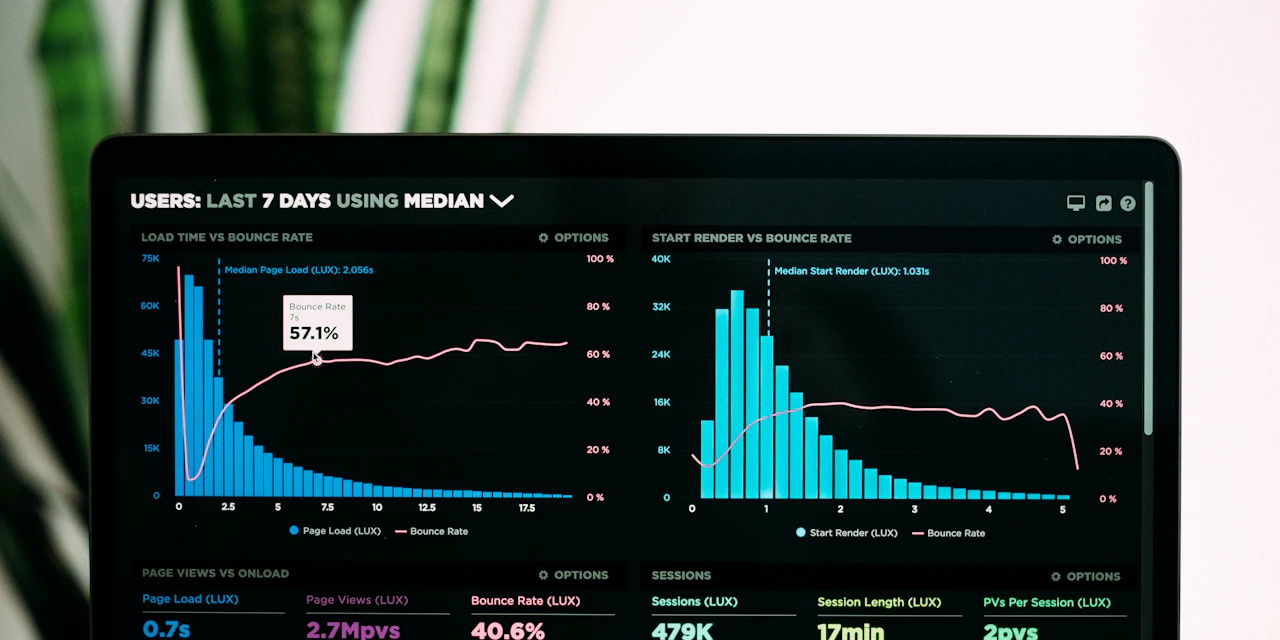 USERS: LAST 7 DAYS USING MEDIAN
LOAD TIME VS BOUNCE RATE
OPTIONS
75K
60K
45K
30K
15K
0
Median Page Load (LUX): 2.056s
Bounce Rate
7s
57.1%
100 %
80 %
60 %
40 %
20 %
0 %
0 2.5 5 7.5 10 12.5 15 17.5
Page Load (LUX) Bounce Rate
START RENDER VS BOUNCE RATE
OPTIONS
40K
32K
24K
16K
8K
0
Median Start Render (LUX): 1.031s
100 %
80 %
60 %
40 %
20 %
0 %
0 1 2 3 4 5
Start Render (LUX) Bounce Rate
PAGE VIEWS VS ONLOAD
OPTIONS
Page Load (LUX) Page Views (LUX) Bounce Rate (LUX)
0.7s 2.7Mpvs 40.6%
SESSIONS
OPTIONS
Sessions (LUX) Session Length (LUX) PVs Per Session (LUX)
479K 17min 2pvs